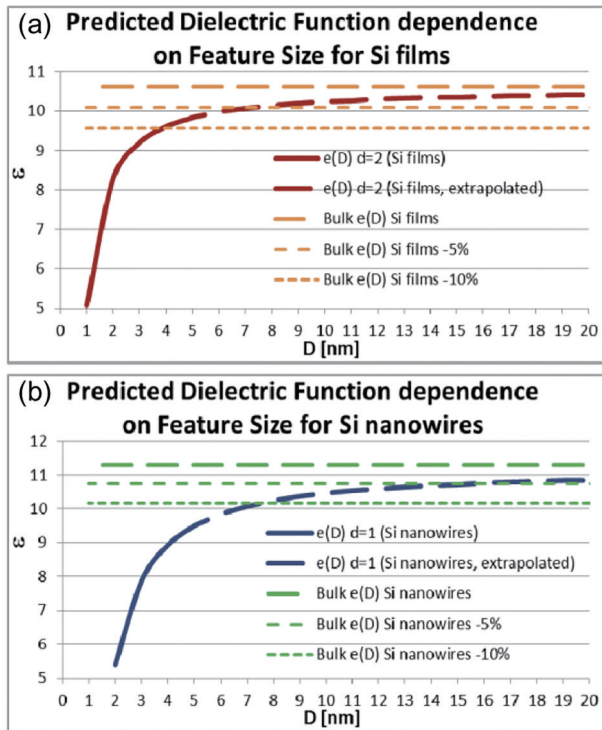 (a) Predicted Dielectric Function dependence
on Feature Size for Si films
11
10
9
8
7
6
5
ε
e(D) d=2 (Si films)
e(D) d=2 (Si films, extrapolated)
Bulk e(D) Si films
Bulk e(D) Si films -5%
Bulk e(D) Si films -10%
0 1 2 3 4 5 6 7 8 9 10 11 12 13 14 15 16 17 18 19 20
D [nm]
(b) Predicted Dielectric Function dependence
on Feature Size for Si nanowires
12
11
10
9
8
7
6
5
ε
e(D) d=1 (Si nanowires)
e(D) d=1 (Si nanowires, extrapolated)
Bulk e(D) Si nanowires
Bulk e(D) Si nanowires -5%
Bulk e(D) Si nanowires -10%
0 1 2 3 4 5 6 7 8 9 10 11 12 13 14 15 16 17 18 19 20
D [nm]